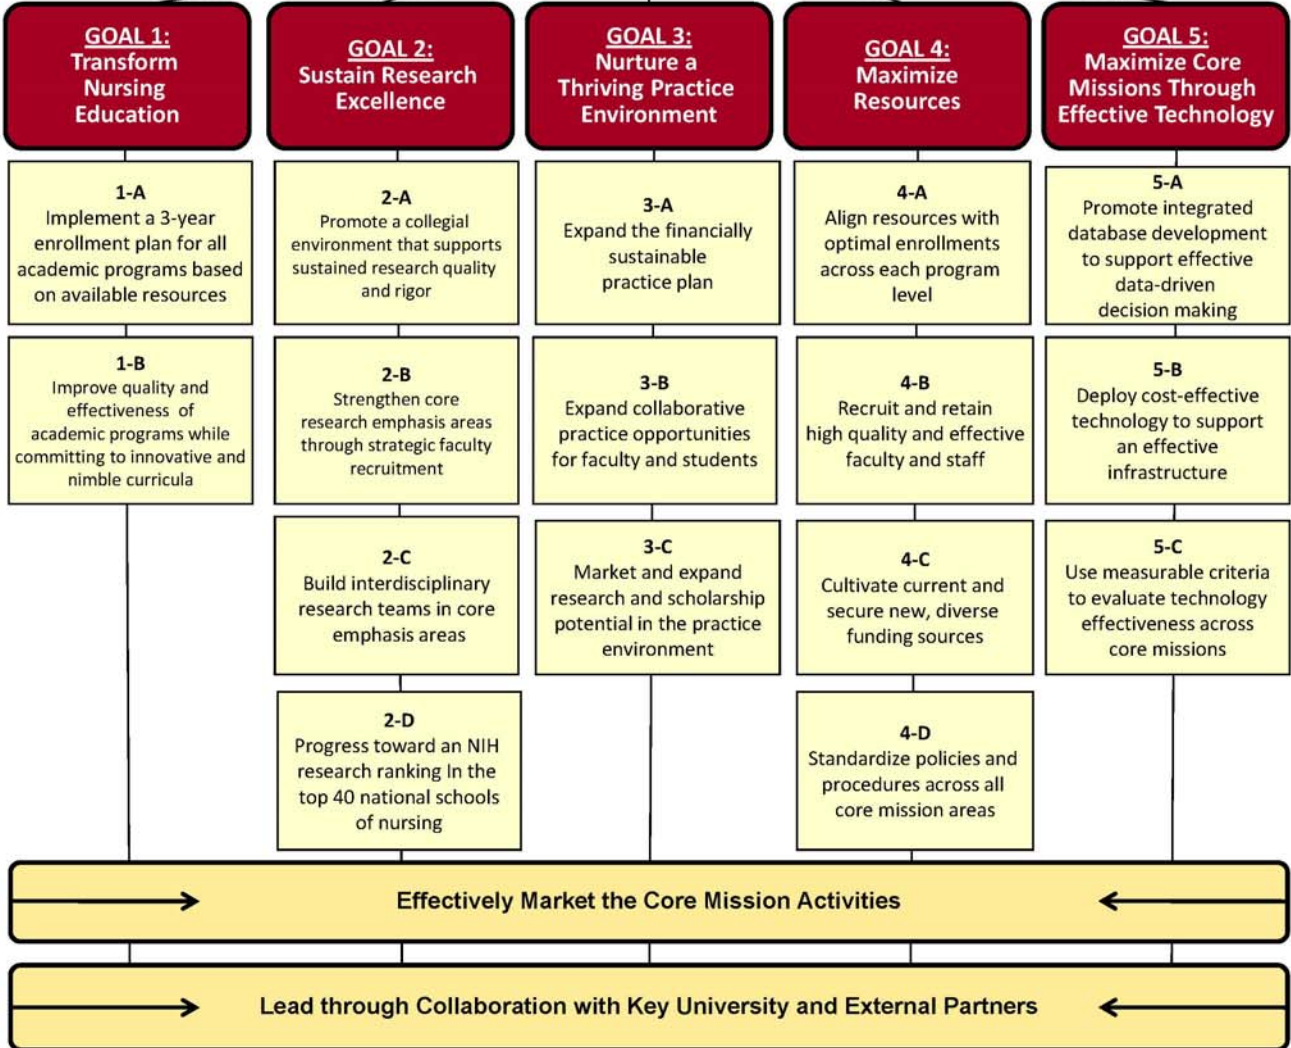 GOAL 1:
Transform
Nursing
Education
GOAL 2:
Sustain Research
Excellence
GOAL 3:
Nurture a
Thriving Practice
Environment
GOAL 4:
Maximize
Resources
GOAL 5:
Maximize Core
Missions Through
Effective Technology
1-A
Implement a 3-year
enrollment plan for all
academic programs based
on available resources
2-A
Promote a collegial
environment that supports
sustained research quality
and rigor
3-A
Expand the financially
sustainable
practice plan
4-A
Align resources with
optimal enrollments
across each program
level
5-A
Promote integrated
database development
to support effective
data-driven
decision making
1-B
Improve quality and
effectiveness of
academic programs while
committing to innovative and
nimble curricula
2-B
Strengthen core
research emphasis areas
through strategic faculty
recruitment
3-B
Expand collaborative
practice opportunities
for faculty and students
4-B
Recruit and retain
high quality and effective
faculty and staff
5-B
Deploy cost-effective
technology to support
an effective
infrastructure
2-C
Build interdisciplinary
research teams in core
emphasis areas
3-C
Market and expand
research and scholarship
potential in the practice
environment
4-C
Cultivate current and
secure new, diverse
funding sources
5-C
Use measurable criteria
to evaluate technology
effectiveness across
core missions
2-D
Progress toward an NIH
research ranking In the
top 40 national schools
of nursing
4-D
Standardize policies and
procedures across all
core mission areas
Effectively Market the Core Mission Activities
Lead through Collaboration with Key University and External Partners